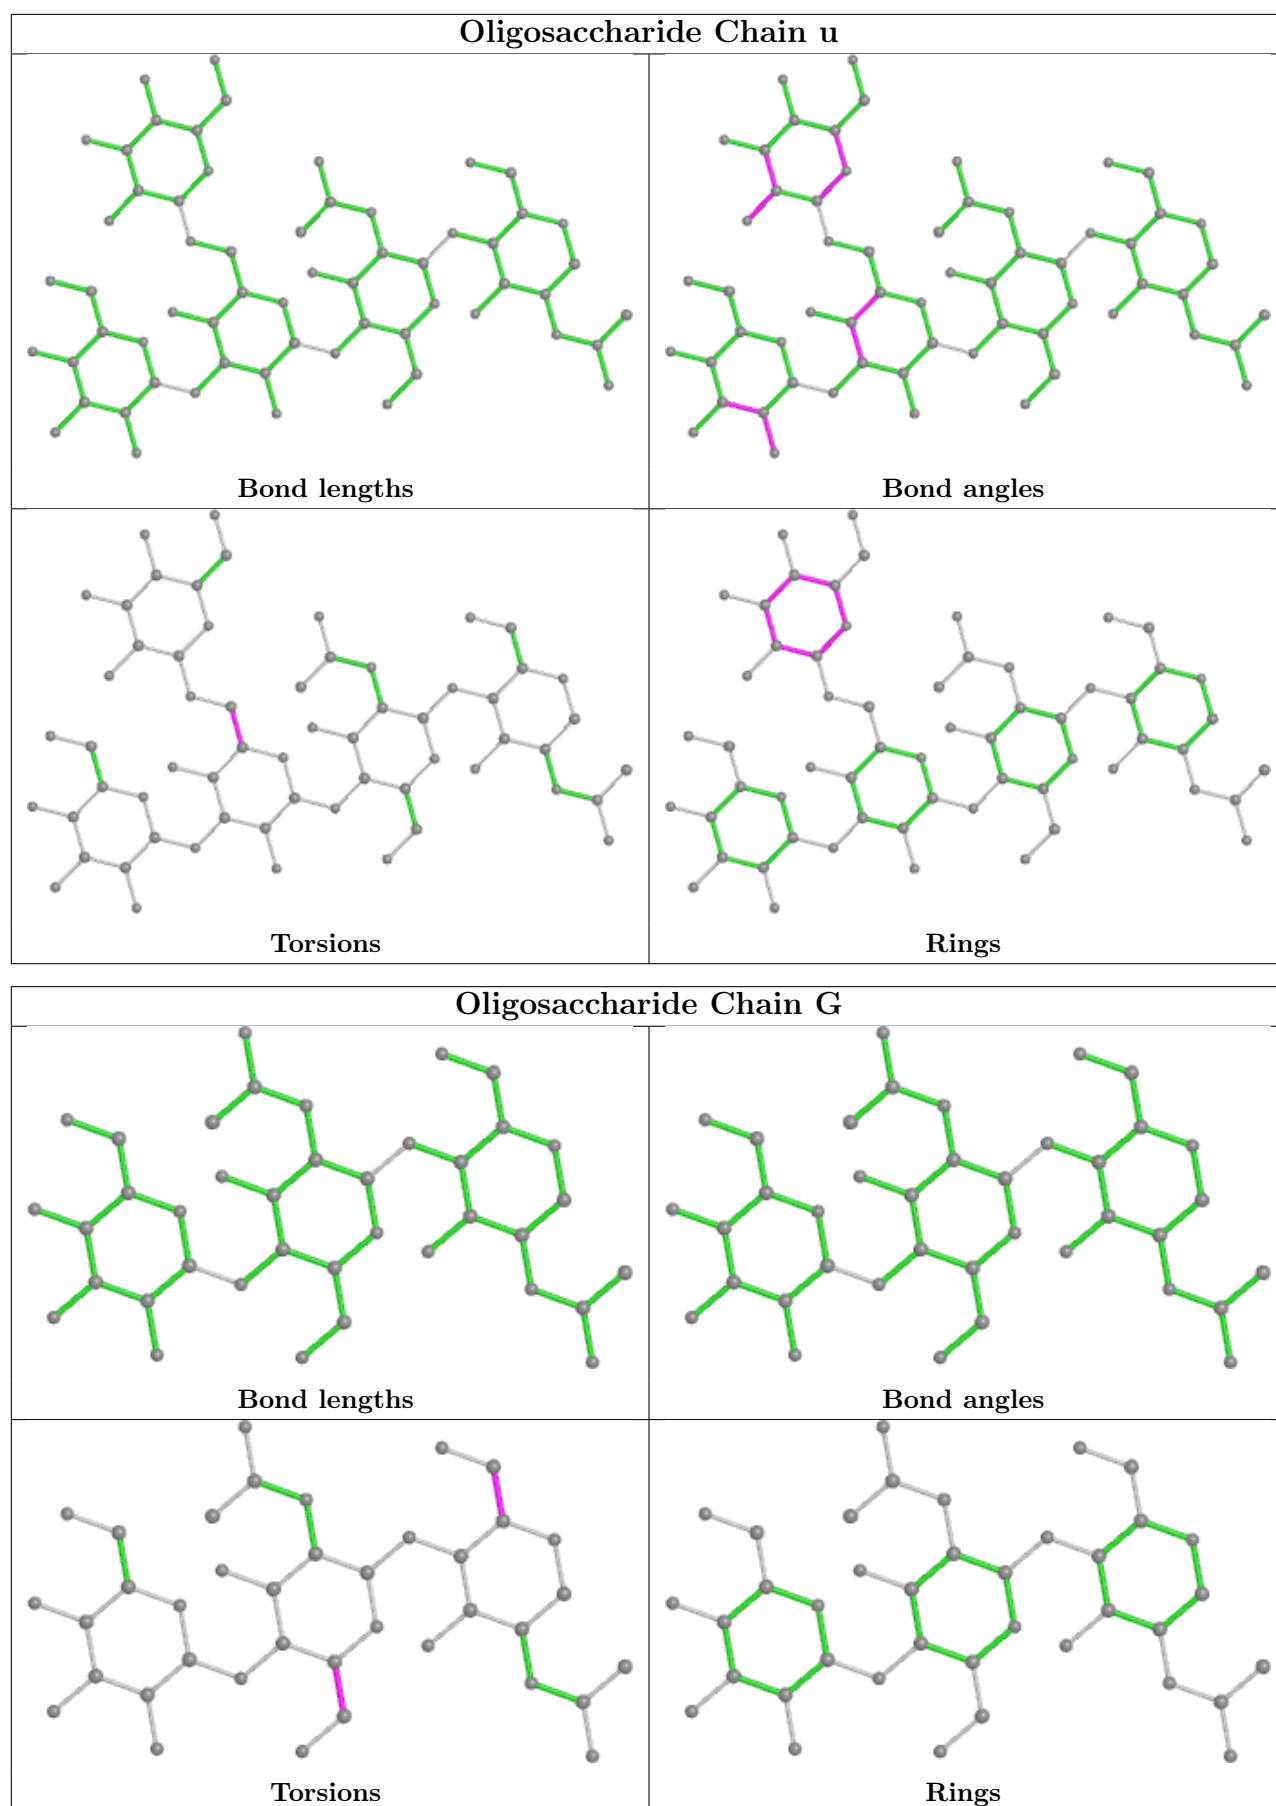 Oligosaccharide Chain u
Bond lengths
Bond angles
Torsions
Rings
Oligosaccharide Chain G
Bond lengths
Bond angles
Torsions
Rings